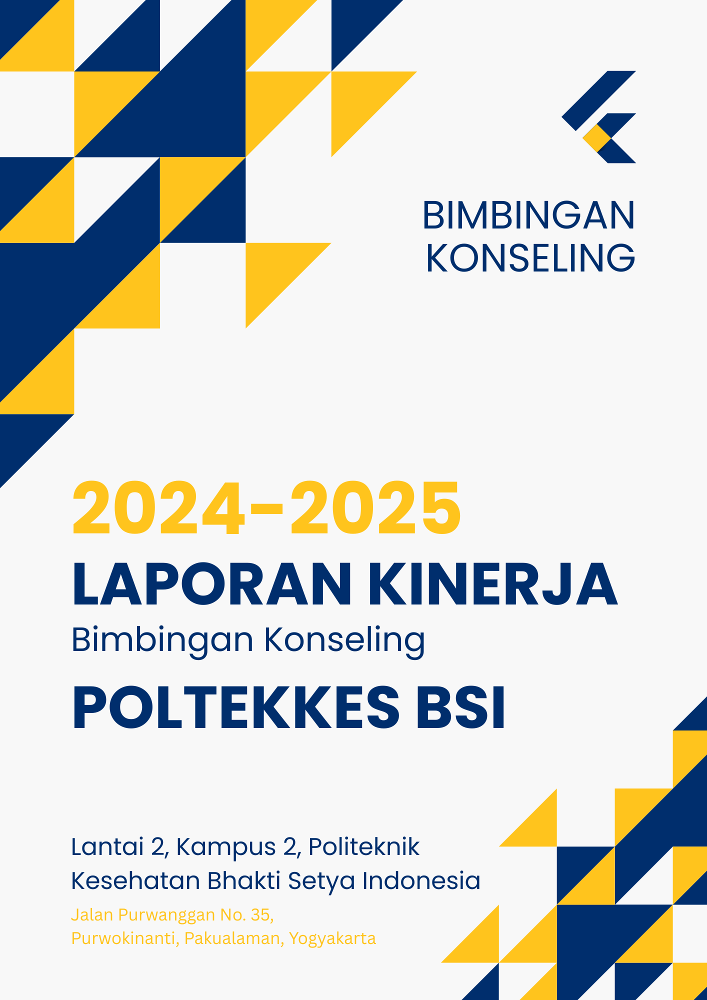 BIMBINGAN
KONSELING
2024-2025
LAPORAN KINERJA
Bimbingan Konseling
POLTEKKES BSI
Lantai 2, Kampus 2, Politeknik
Kesehatan Bhakti Setya Indonesia
Jalan Purwanggan No. 35,
Purwokinanti, Pakualaman, Yogyakarta